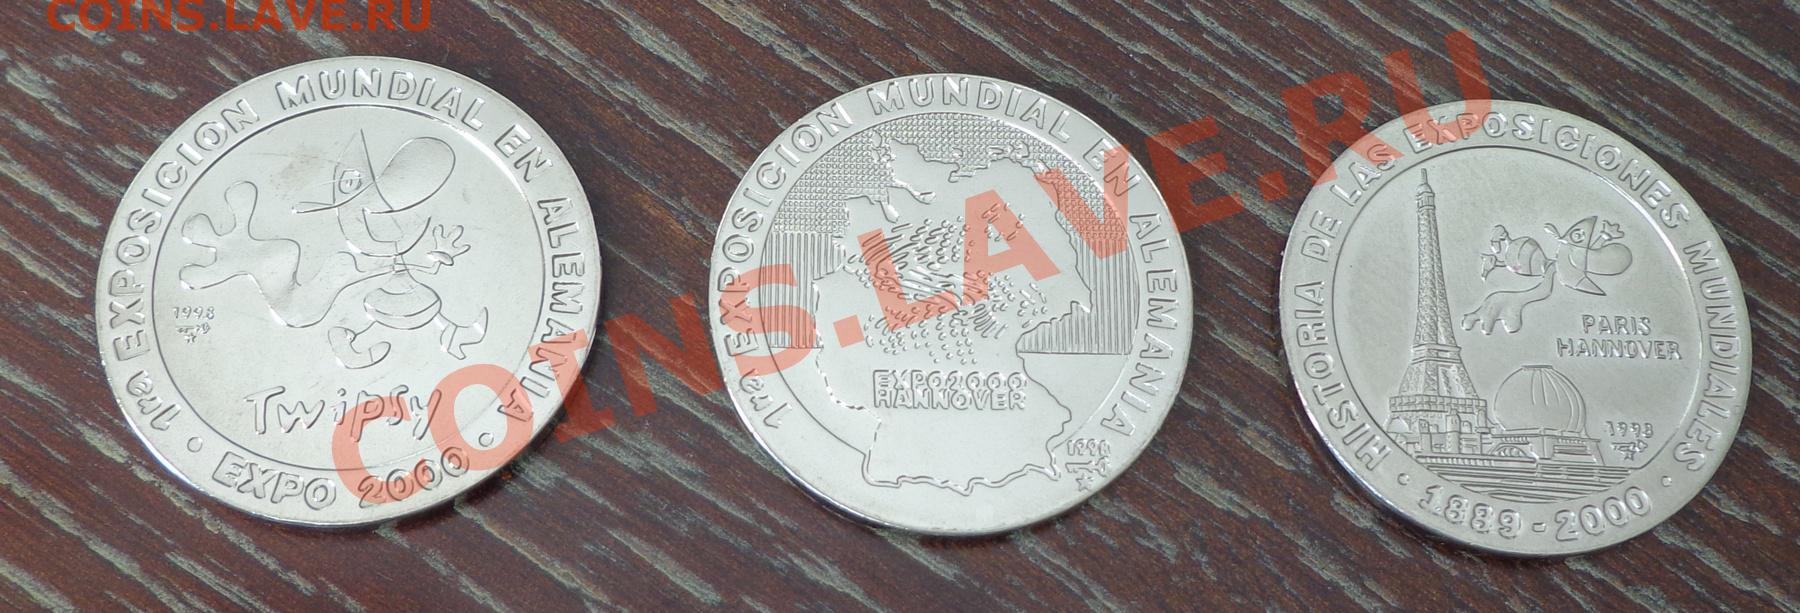 COINS.LAVE.RU
1ra EXPOSICION MUNDIAL EN ALEMANIA
1998
Twipsy
• EXPO 2000 •
1ra EXPOSICION MUNDIAL EN ALEMANIA
EXPO2000
HANNOVER
1998
HISTORIA DE LAS EXPOSICIONES MUNDIALES
PARIS
HANNOVER
1998
• 1889-2000 •
COINS.LAVE.RU